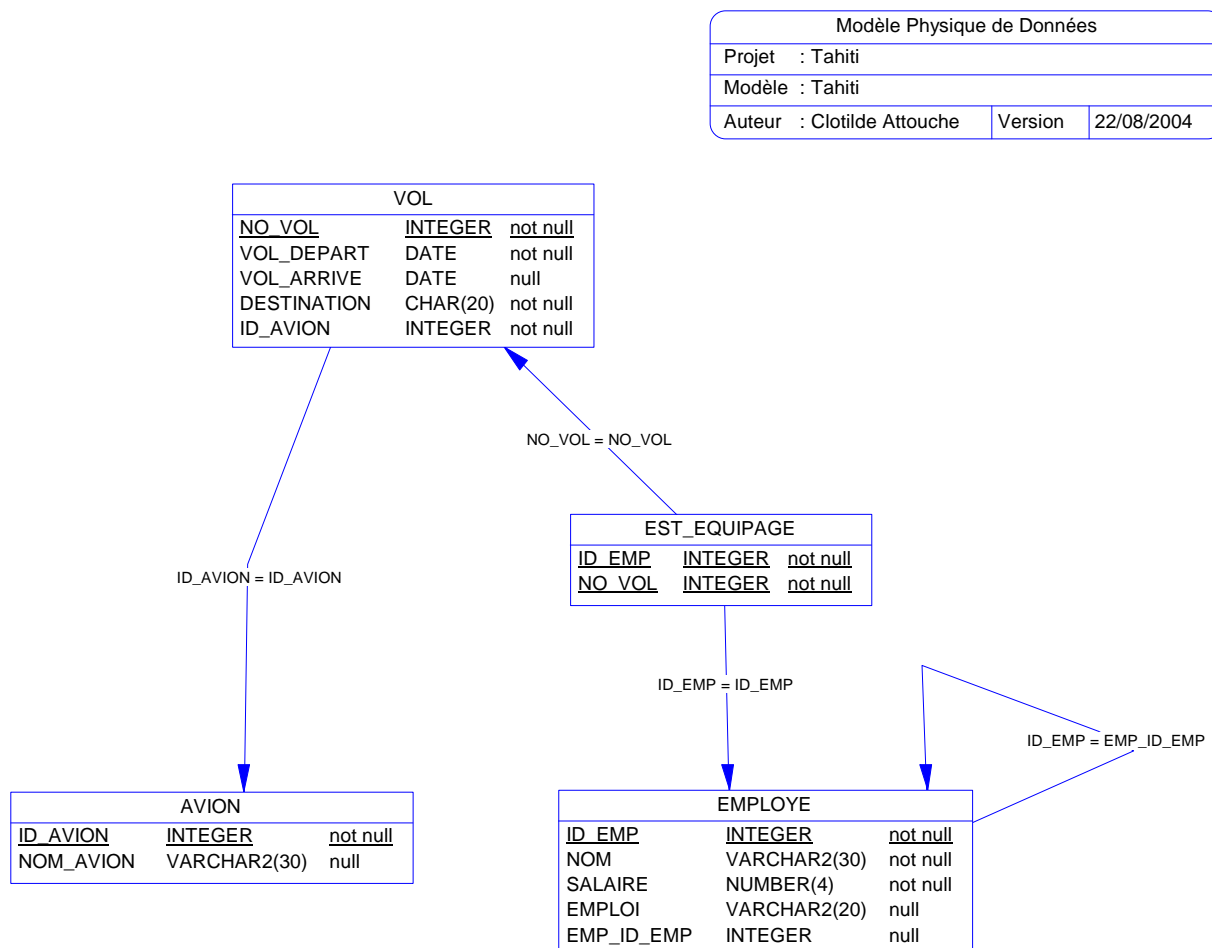 Modèle Physique de Données
Projet : Tahiti
Modèle : Tahiti
Auteur : Clotilde Attouche Version 22/08/2004
VOL
NO_VOL INTEGER not null
VOL_DEPART DATE not null
VOL_ARRIVE DATE null
DESTINATION CHAR(20) not null
ID_AVION INTEGER not null
NO_VOL = NO_VOL
EST_EQUIPAGE
ID_EMP INTEGER not null
NO_VOL INTEGER not null
ID_AVION = ID_AVION
ID_EMP = ID_EMP
ID_EMP = EMP_ID_EMP
AVION
ID_AVION INTEGER not null
NOM_AVION VARCHAR2(30) null
EMPLOYE
ID_EMP INTEGER not null
NOM VARCHAR2(30) not null
SALAIRE NUMBER(4) not null
EMPLOI VARCHAR2(20) null
EMP_ID_EMP INTEGER null